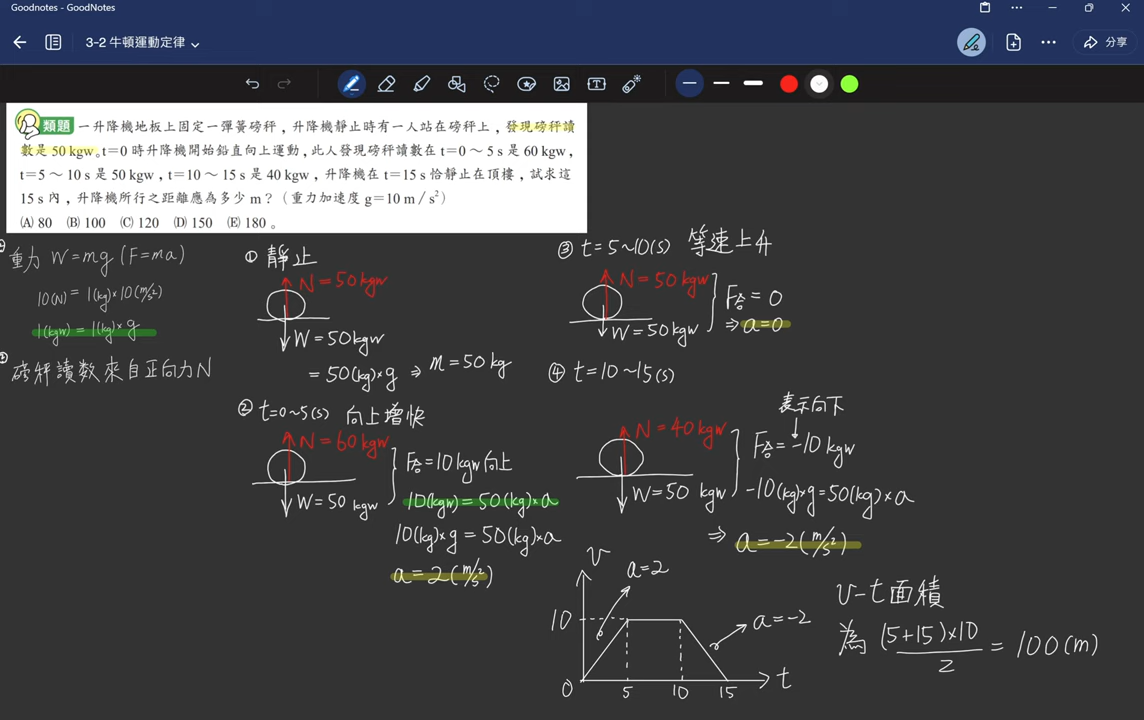 Goodnotes - GoodNotes
3-2 牛頓運動定律
分享
類題 一升降機地板上固定一彈簧磅秤，升降機靜止時有一人站在磅秤上，發現磅秤讀
數是 50 kgw。t＝0 時升降機開始鉛直向上運動，此人發現磅秤讀數在 t＝0～5 s 是 60 kgw，
t＝5～10 s 是 50 kgw，t＝10～15 s 是 40 kgw，升降機在 t＝15 s 恰靜止在頂樓，試求這
15 s 內，升降機所行之距離應為多少 m？（重力加速度 g＝10 m／s²）
(A) 80 (B) 100 (C) 120 (D) 150 (E) 180。
重力 W=mg (F=ma)
10(N)=1(kg)×10(m/s²)
1(kgw)=1(kg)×g
磅秤讀数來自正向力N
① 靜止
N=50kgw
W=50kgw
=50(kg)×g ⇒ m=50 kg
② t=0~5(s) 向上增快
N=60kgw
W=50kgw
F合=10kgw向上
10(kgw)=50(kg)×a
10(kg)×g=50(kg)×a
a=2(m/s²)
③ t=5~10(s) 等速上升
N=50kgw
W=50kgw
F合=0
⇒ a=0
④ t=10~15(s)
N=40kgw
W=50 kgw
表示向下
F合=-10kgw
-10(kg)×g=50(kg)×a
⇒ a=-2(m/s²)
v
a=2
10
a=-2
0 5 10 15 t
v-t面積
為 (5+15)×10/2 = 100(m)